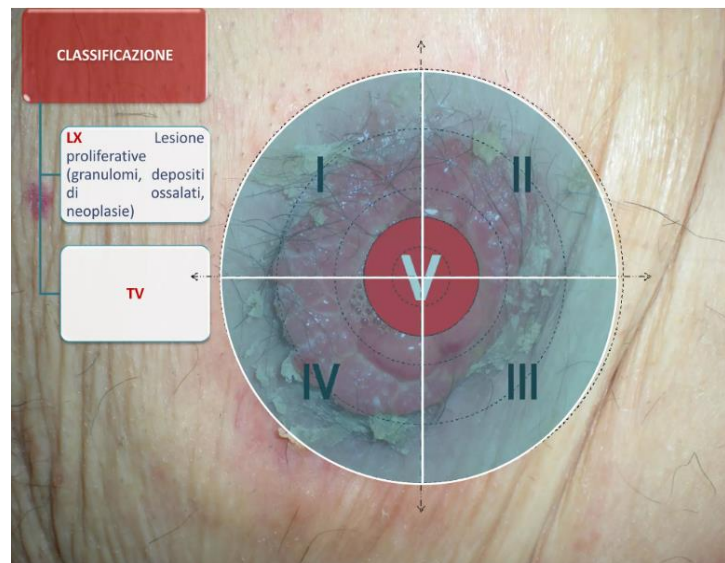 CLASSIFICAZIONE
LX Lesione
proliferative
(granulomi, depositi
di ossalati,
neoplasie)
TV
I
II
V
IV
III